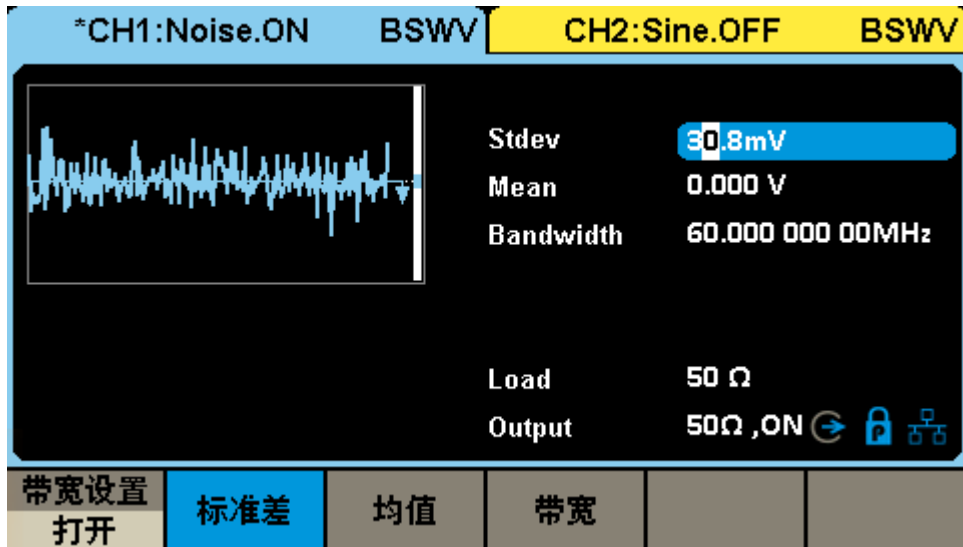 *CH1:Noise.ON BSWV CH2:Sine.OFF BSWV
Stdev 30.8mV
Mean 0.000 V
Bandwidth 60.000 000 00MHz
Load 50 Ω
Output 50Ω ,ON P
带宽设置
打开 标准差 均值 带宽